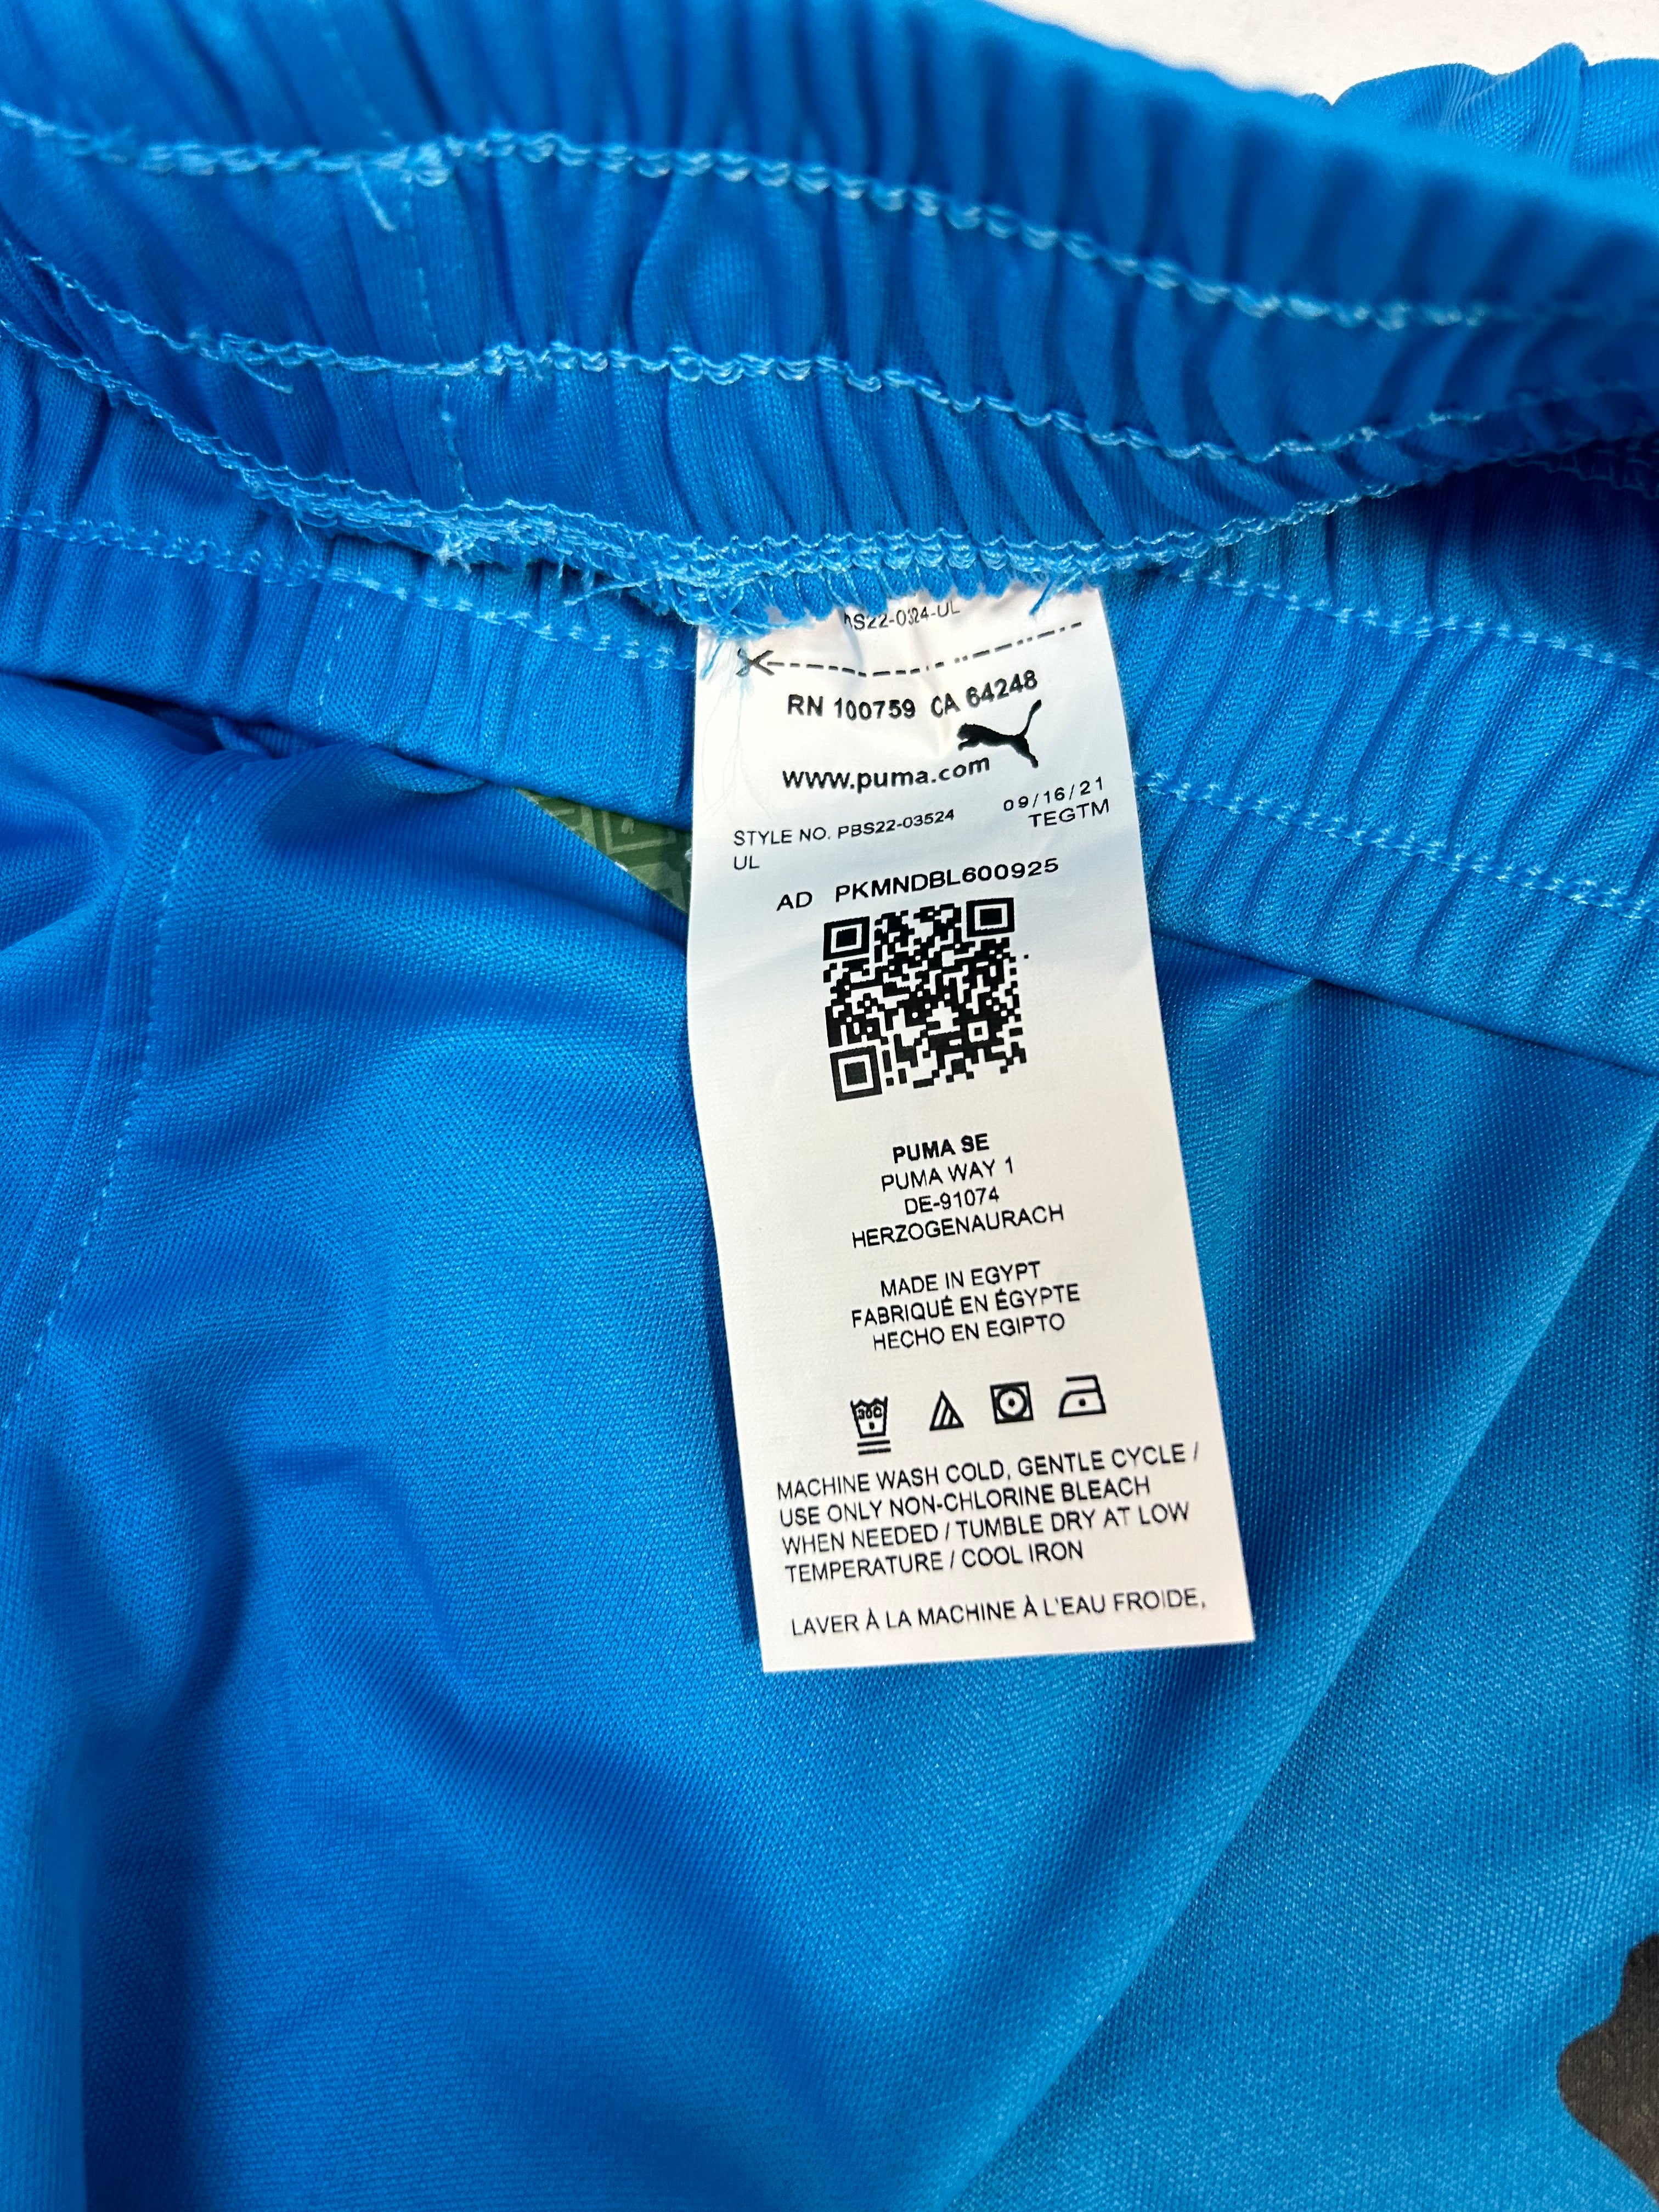 RN 100759 CA 64248
www.puma.com
09/16/21
STYLE NO. PBS22-03524 TEGTM
UL
AD PKMNDBL600925
PUMA SE
PUMA WAY 1
DE-91074
HERZOGENAURACH
MADE IN EGYPT
FABRIQUÉ EN ÉGYPTE
HECHO EN EGIPTO
30C
MACHINE WASH COLD, GENTLE CYCLE /
USE ONLY NON-CHLORINE BLEACH
WHEN NEEDED / TUMBLE DRY AT LOW
TEMPERATURE / COOL IRON
LAVER À LA MACHINE À L'EAU FROIDE,